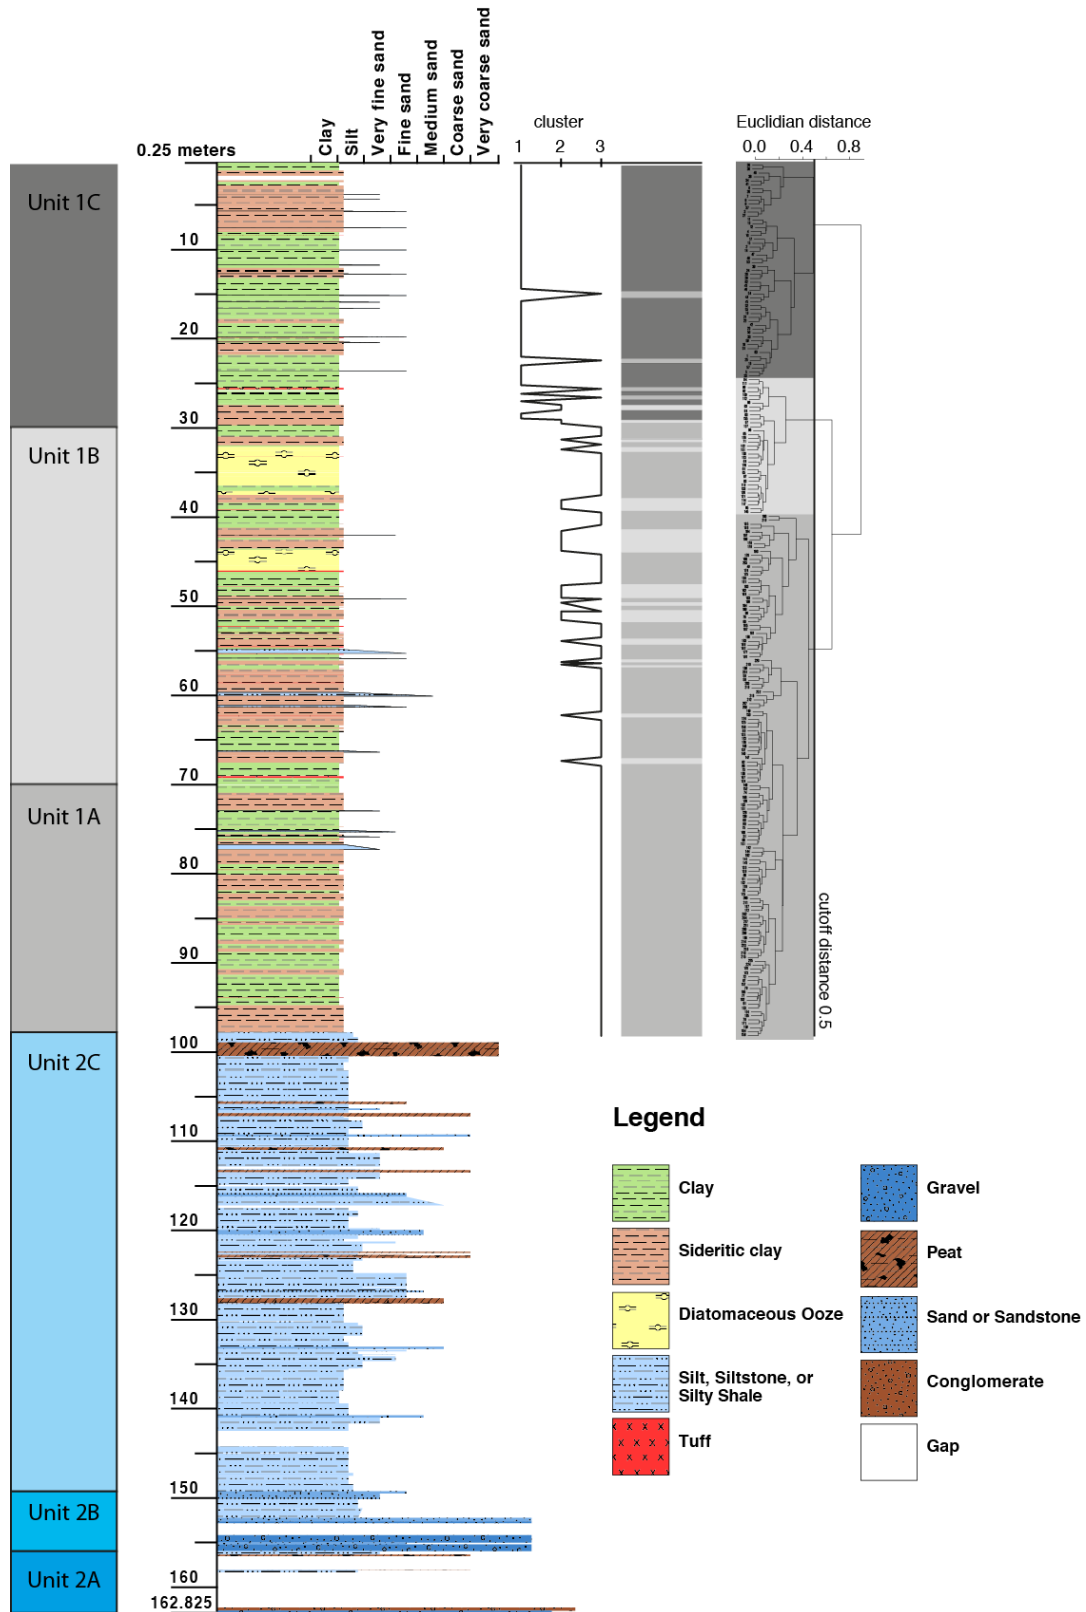 Clay
Silt
Very fine sand
Fine sand
Medium sand
Coarse sand
Very coarse sand
cluster
1 2 3
Euclidian distance
0.0 0.4 0.8
0.25 meters
Unit 1C
10
20
30
Unit 1B
40
50
60
70
Unit 1A
80
90
cutoff distance 0.5
100
Unit 2C
110
120
130
140
150
Unit 2B
Unit 2A
160
162.825
Legend
Clay
Sideritic clay
Diatomaceous Ooze
Silt, Siltstone, or
Silty Shale
Tuff
Gravel
Peat
Sand or Sandstone
Conglomerate
Gap